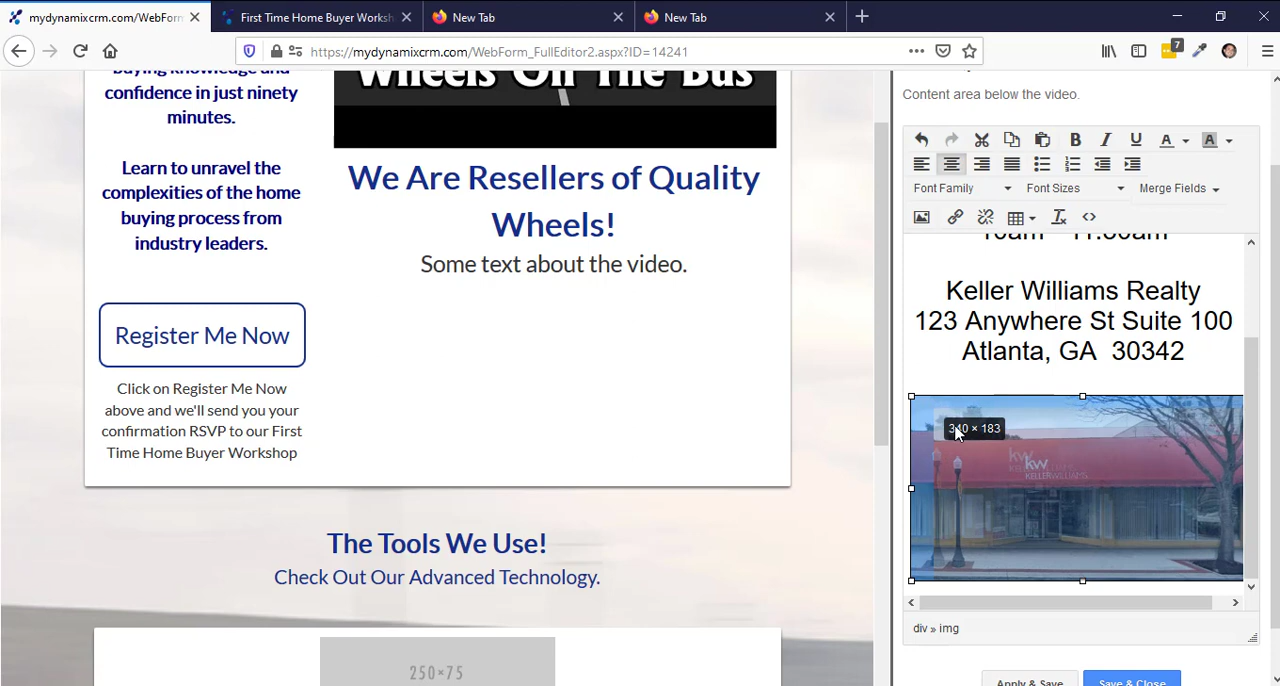 mydynamixcrm.com/WebForm
First Time Home Buyer Worksh
New Tab
New Tab
https://mydynamixcrm.com/WebForm_FullEditor2.aspx?ID=14241
7
buying knowledge and
confidence in just ninety
minutes.
Learn to unravel the
complexities of the home
buying process from
industry leaders.
Register Me Now
Click on Register Me Now
above and we'll send you your
confirmation RSVP to our First
Time Home Buyer Workshop
Wheels On The Bus
We Are Resellers of Quality
Wheels!
Some text about the video.
The Tools We Use!
Check Out Our Advanced Technology.
250×75
Content area below the video.
B I U A A
Font Family
Font Sizes
Merge Fields
10am - 11:30am
Keller Williams Realty
123 Anywhere St Suite 100
Atlanta, GA 30342
340 × 183
kw
KELLERWILLIAMS
div » img
Apply & Save
Save & Close